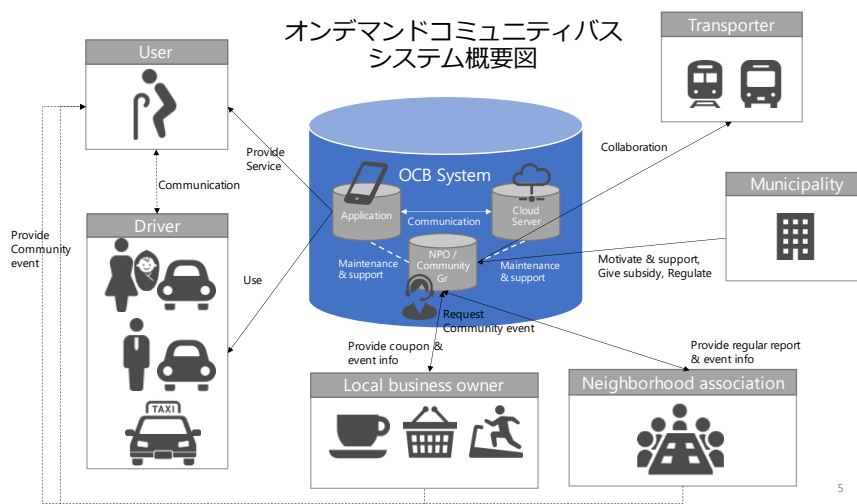 オンデマンドコミュニティバス
システム概要図
User
Transporter
Provide
Service
Collaboration
OCB System
Communication
Application
Communication
Cloud
Server
Municipality
Driver
Provide
Community
event
NPO /
Community
Gr
Maintenance
& support
Maintenance
& support
Motivate & support,
Give subsidy, Regulate
Use
Request
Community event
Provide coupon &
event info
Provide regular report
& event info
Local business owner
Neighborhood association
TAXI
5